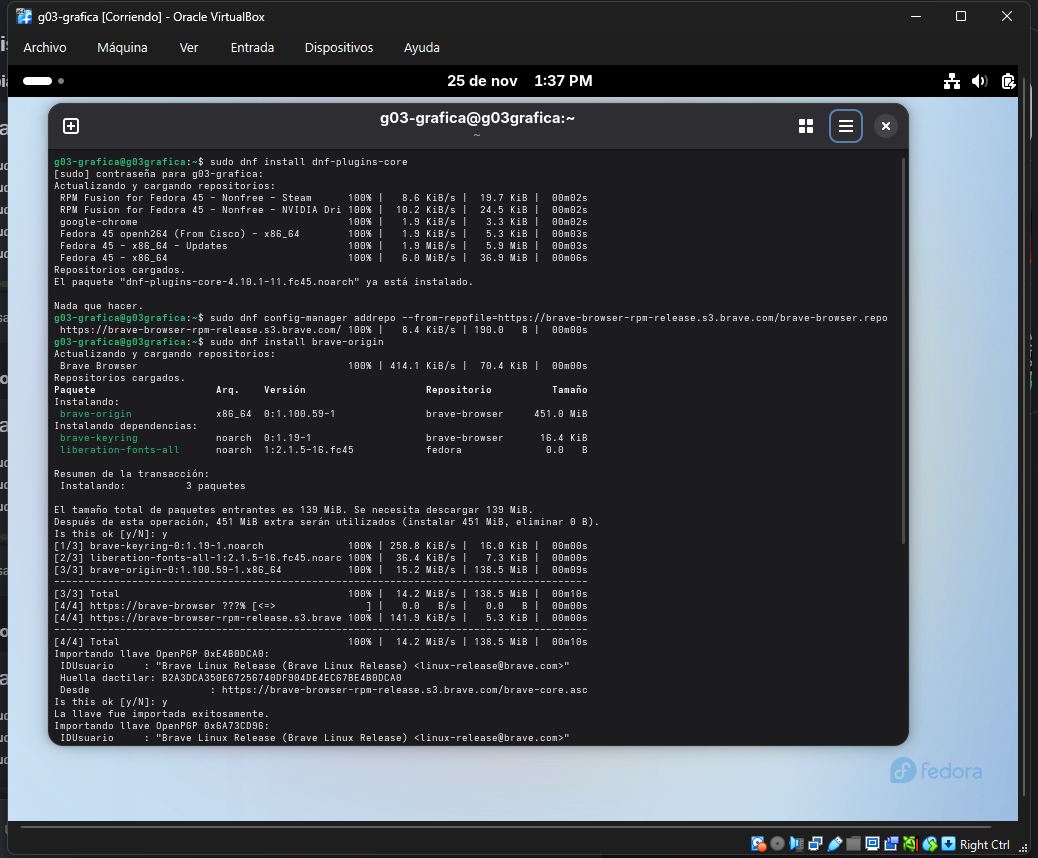 g03-grafica [Corriendo] - Oracle VirtualBox
Archivo Máquina Ver Entrada Dispositivos Ayuda
25 de nov 1:37 PM
g03-grafica@g03grafica:~
~
g03-grafica@g03grafica:~$ sudo dnf install dnf-plugins-core
[sudo] contraseña para g03-grafica:
Actualizando y cargando repositorios:
RPM Fusion for Fedora 45 - Nonfree - Steam 100% | 8.6 KiB/s | 19.7 KiB | 00m02s
RPM Fusion for Fedora 45 - Nonfree - NVIDIA Dri 100% | 10.2 KiB/s | 24.5 KiB | 00m02s
google-chrome 100% | 1.9 KiB/s | 3.3 KiB | 00m02s
Fedora 45 openh264 (From Cisco) - x86_64 100% | 1.9 KiB/s | 5.3 KiB | 00m03s
Fedora 45 - x86_64 - Updates 100% | 1.9 MiB/s | 5.9 MiB | 00m03s
Fedora 45 - x86_64 100% | 6.0 MiB/s | 36.9 MiB | 00m06s
Repositorios cargados.
El paquete "dnf-plugins-core-4.10.1-11.fc45.noarch" ya está instalado.
Nada que hacer.
g03-grafica@g03grafica:~$ sudo dnf config-manager addrepo --from-repofile=https://brave-browser-rpm-release.s3.brave.com/brave-browser.repo
https://brave-browser-rpm-release.s3.brave.com/ 100% | 8.4 KiB/s | 190.0 B | 00m00s
g03-grafica@g03grafica:~$ sudo dnf install brave-origin
Actualizando y cargando repositorios:
Brave Browser 100% | 414.1 KiB/s | 70.4 KiB | 00m00s
Repositorios cargados.
Paquete Arq. Versión Repositorio Tamaño
Instalando:
brave-origin x86_64 0:1.100.59-1 brave-browser 451.0 MiB
Instalando dependencias:
brave-keyring noarch 0:1.19-1 brave-browser 16.4 KiB
liberation-fonts-all noarch 1:2.1.5-16.fc45 fedora 0.0 B
Resumen de la transacción:
Instalando: 3 paquetes
El tamaño total de paquetes entrantes es 139 MiB. Se necesita descargar 139 MiB.
Después de esta operación, 451 MiB extra serán utilizados (instalar 451 MiB, eliminar 0 B).
Is this ok [y/N]: y
[1/3] brave-keyring-0:1.19-1.noarch 100% | 258.8 KiB/s | 16.0 KiB | 00m00s
[2/3] liberation-fonts-all-1:2.1.5-16.fc45.noarc 100% | 36.4 KiB/s | 7.3 KiB | 00m00s
[3/3] brave-origin-0:1.100.59-1.x86_64 100% | 15.2 MiB/s | 138.5 MiB | 00m09s
--------------------------------------------------------------------------------
[3/3] Total 100% | 14.2 MiB/s | 138.5 MiB | 00m10s
[4/4] https://brave-browser ???% [<=> ] | 0.0 B/s | 0.0 B | 00m00s
[4/4] https://brave-browser-rpm-release.s3.brave 100% | 141.9 KiB/s | 5.3 KiB | 00m00s
--------------------------------------------------------------------------------
[4/4] Total 100% | 14.2 MiB/s | 138.5 MiB | 00m10s
Importando llave OpenPGP 0xE4B0DCA0:
IDUsuario : "Brave Linux Release (Brave Linux Release) <linux-release@brave.com>"
Huella dactilar: B2A3DCA350E67256740DF904DE4EC67BE4B0DCA0
Desde : https://brave-browser-rpm-release.s3.brave.com/brave-core.asc
Is this ok [y/N]: y
La llave fue importada exitosamente.
Importando llave OpenPGP 0x6A73CD96:
IDUsuario : "Brave Linux Release (Brave Linux Release) <linux-release@brave.com>"
fedora
Right Ctrl